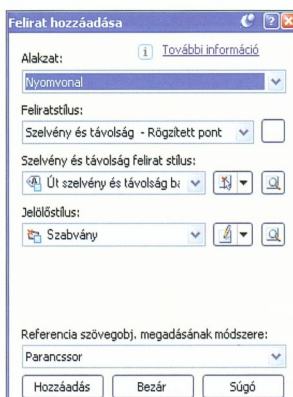 Felirat hozzáadása
További információ
Alakzat:
Nyomvonal
Feliratstílus:
Szelvény és távolság - Rögzített pont
Szelvény és távolság felirat stílus:
Út szelvény és távolság ba
Jelölőstílus:
Szabvány
Referencia szövegobj. megadásának módszere:
Parancssor
Hozzáadás Bezár Súgó